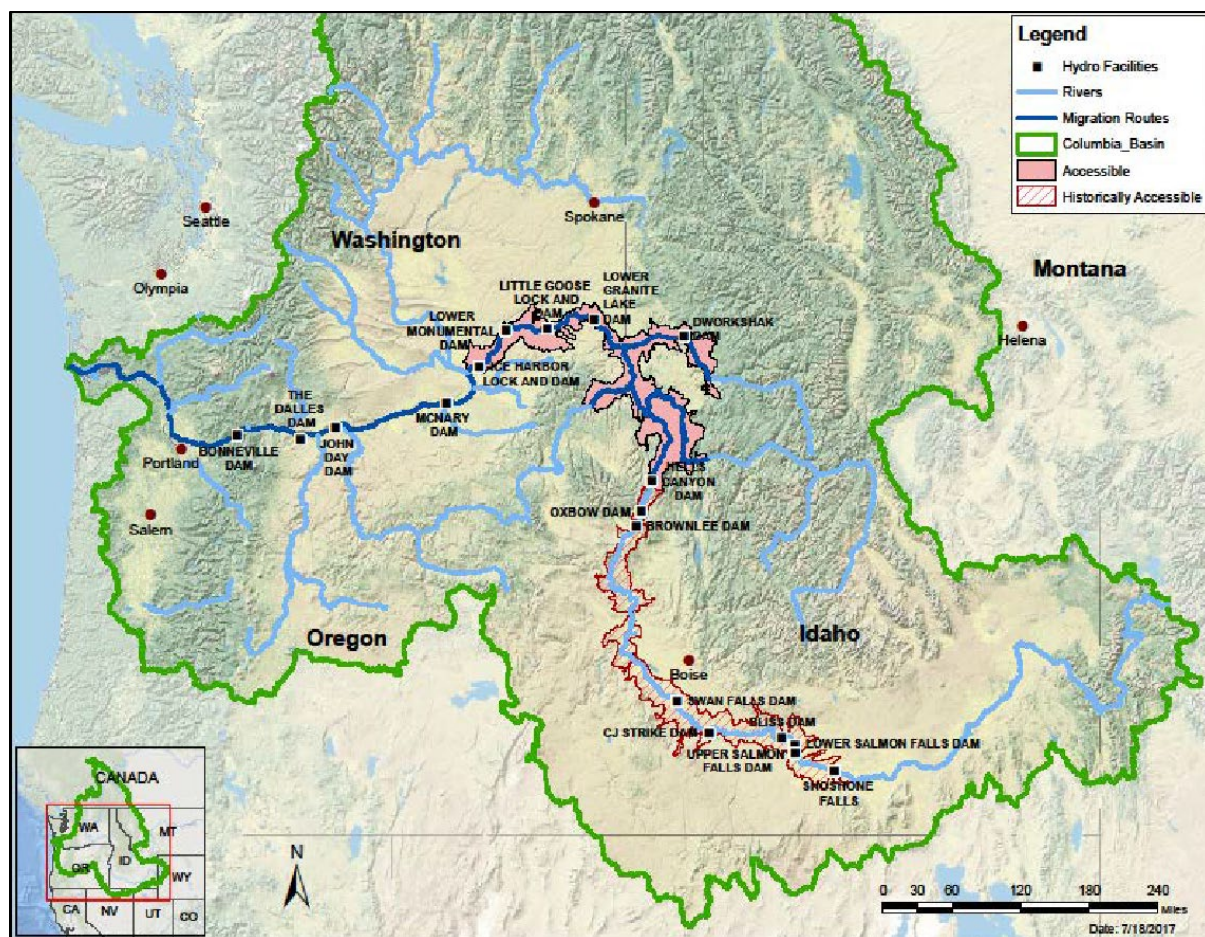 Legend
Hydro Facilities
Rivers
Migration Routes
Columbia_Basin
Accessible
Historically Accessible
Seattle
Spokane
Washington
Olympia
Montana
Helena
LITTLE GOOSE
LOCK AND
DAM
LOWER
GRANITE
LAKE
DAM
LOWER
MONUMENTAL
DAM
DWORKSHAK
DAM
ICE HARBOR
LOCK AND DAM
THE
DALLES
DAM
MCNARY
DAM
JOHN
DAY
DAM
BONNEVILLE
DAM
Portland
HELLS
CANYON
DAM
Salem
OXBOW DAM
BROWNLEE DAM
Oregon
Idaho
Boise
SWAN FALLS DAM
BLISS DAM
CJ STRIKE DAM
LOWER SALMON FALLS DAM
UPPER SALMON
FALLS DAM
SHOSHONE
FALLS
CANADA
WA
MT
OR
ID
WY
CA
NV
UT
CO
N
0 30 60 120 180 240
Miles
Date: 7/18/2017